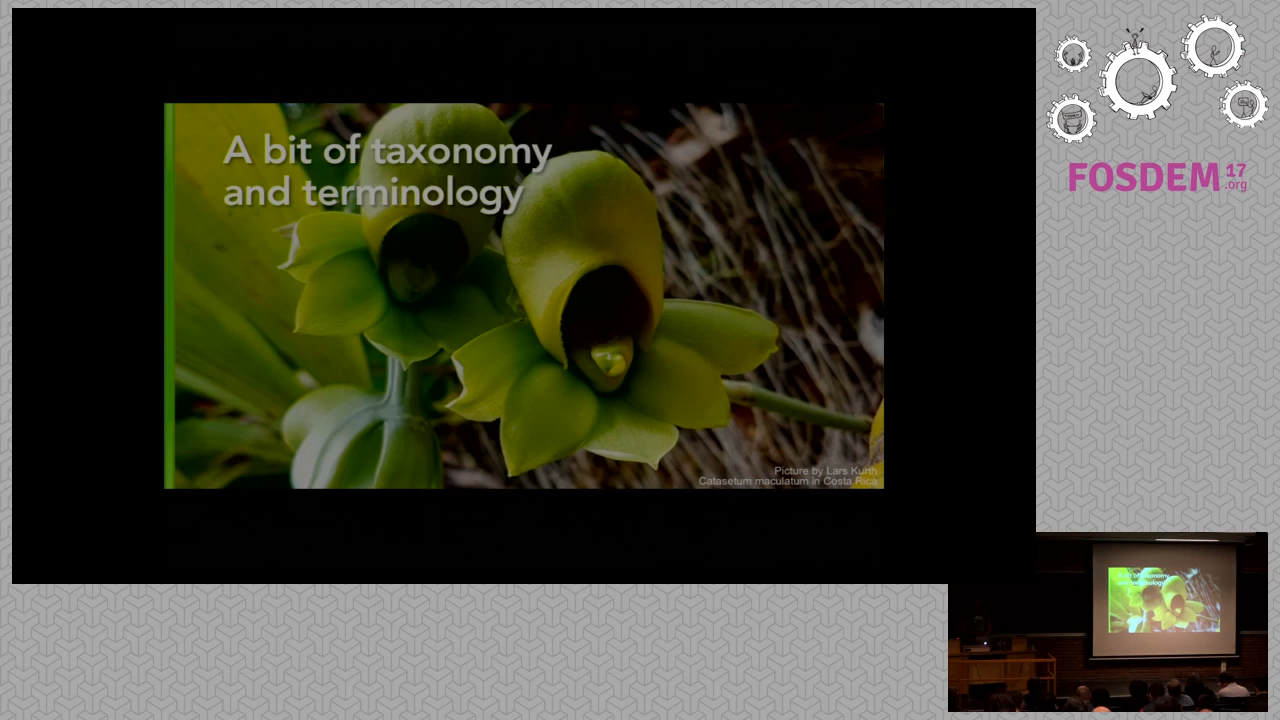 A bit of taxonomy
and terminology
Picture by Lars Kurth
Catasetum maculatum in Costa Rica
FOSDEM 17
.org